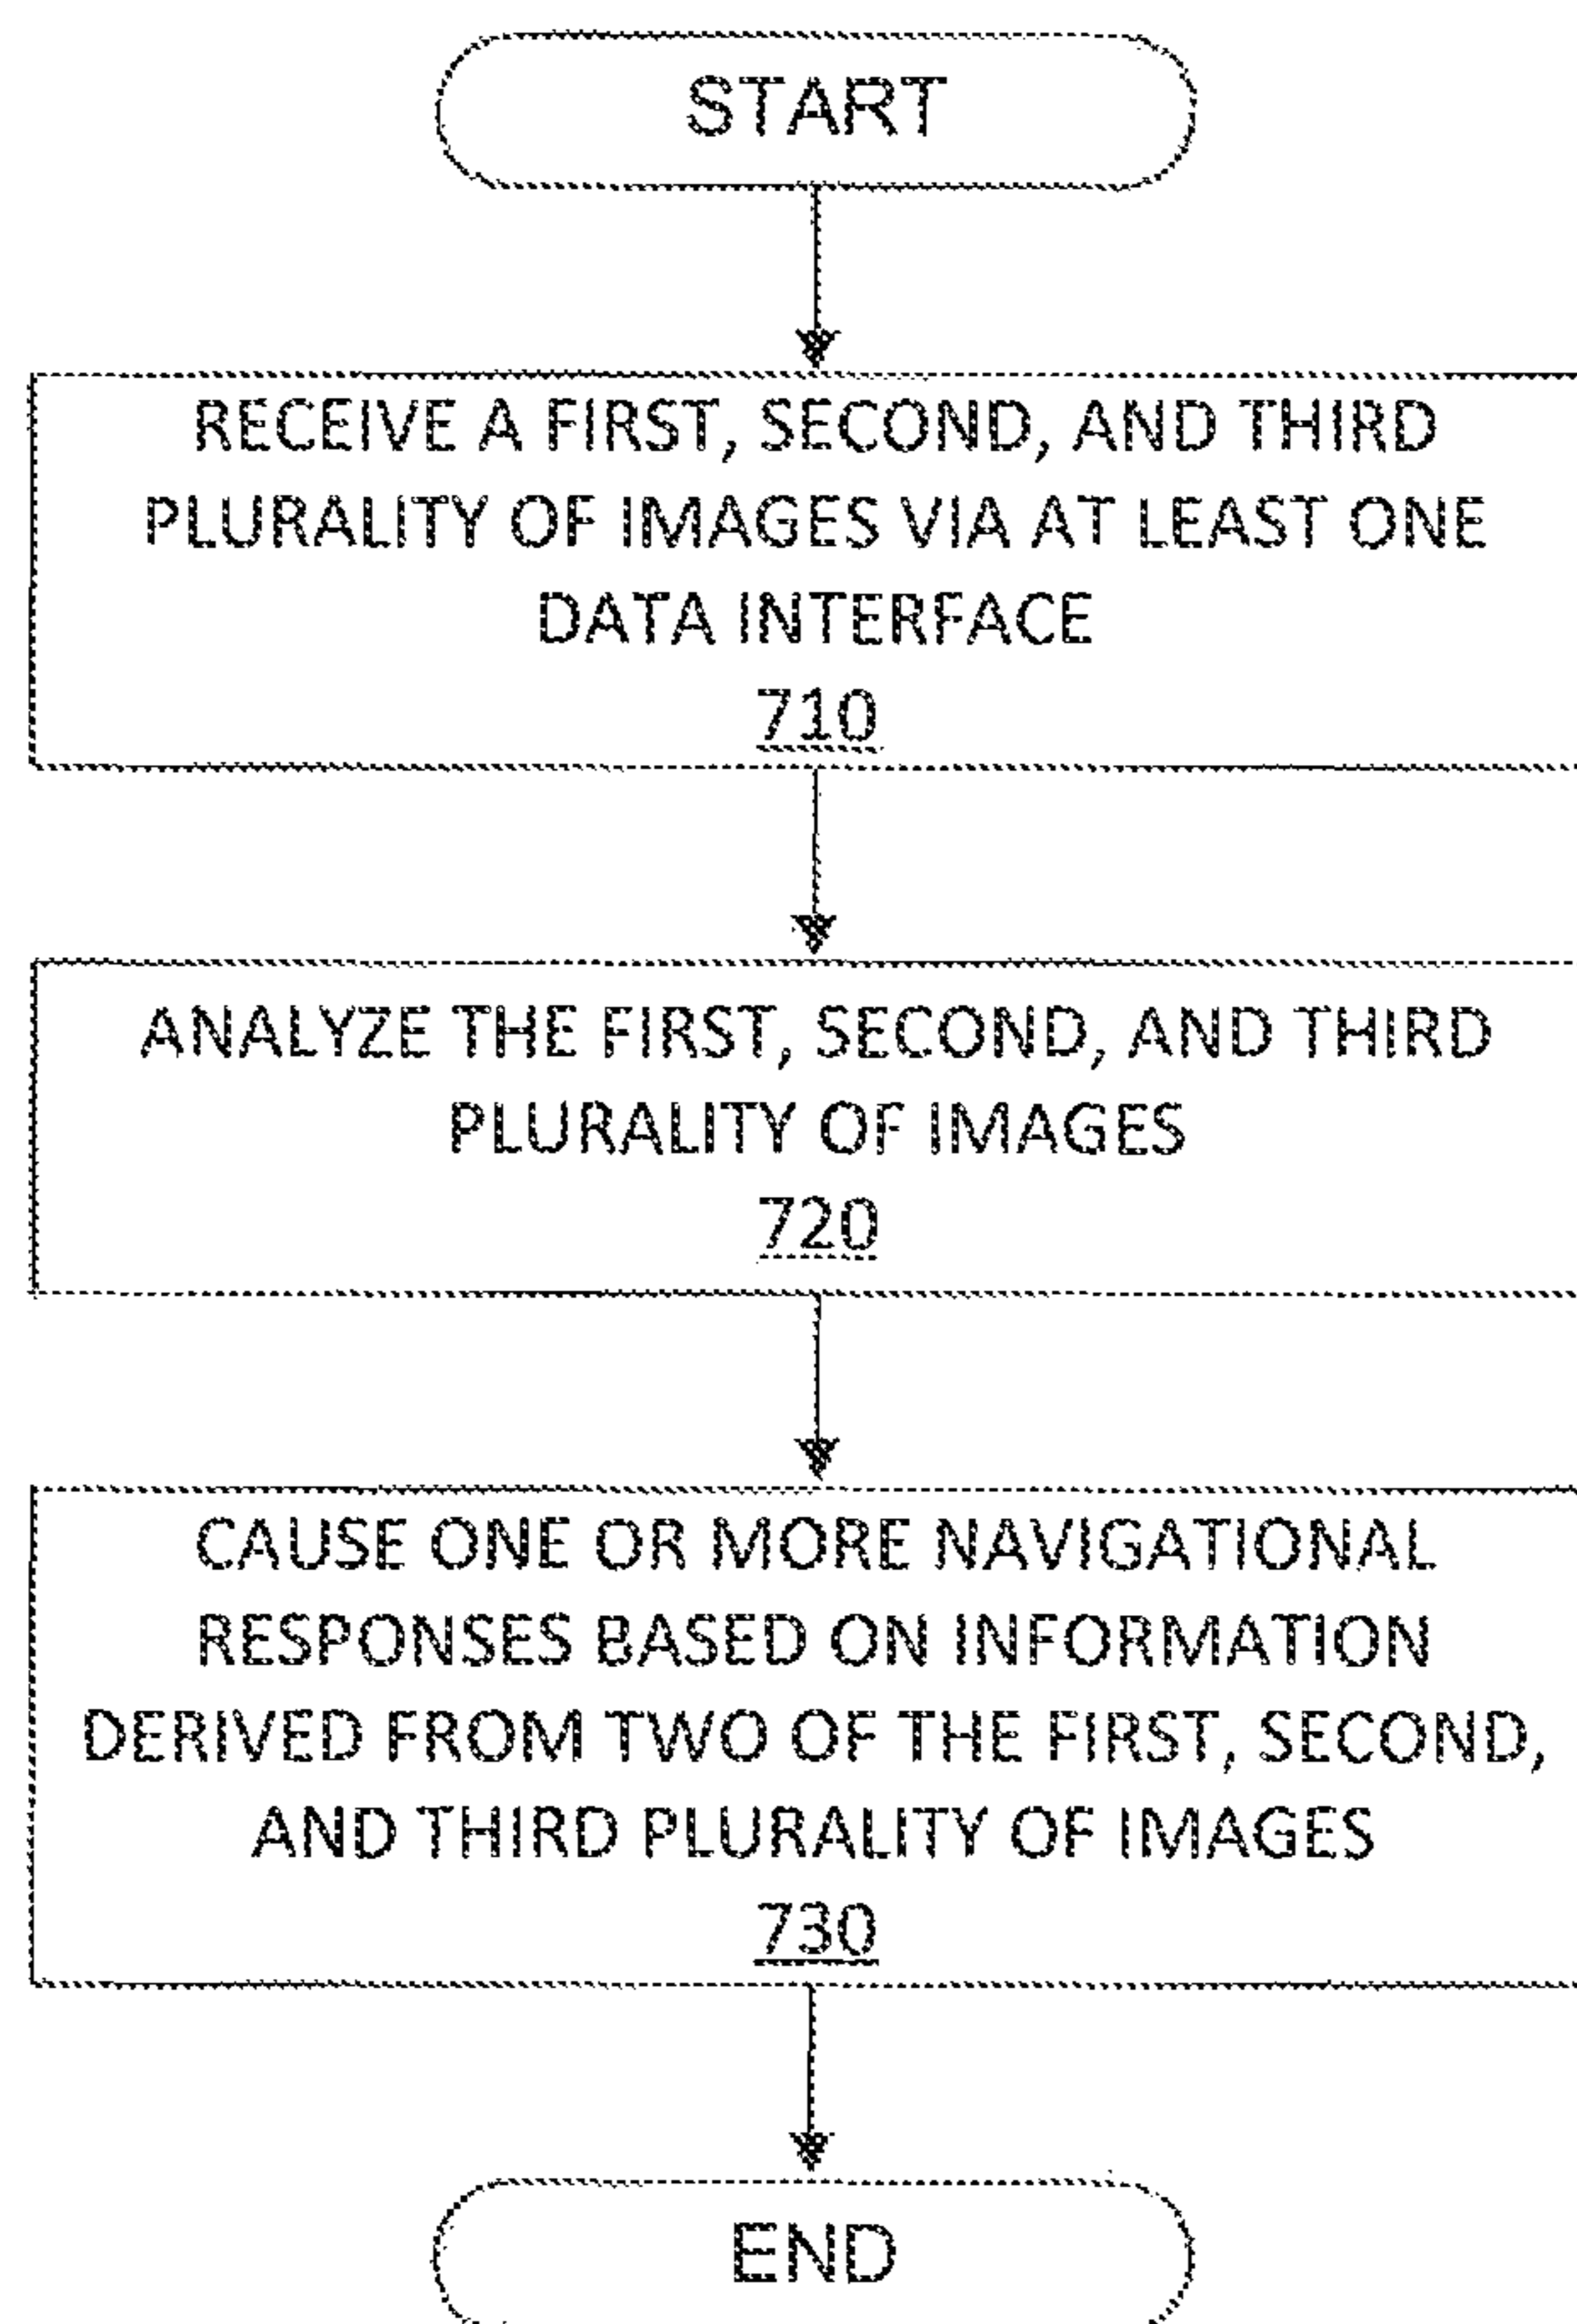 START
RECEIVE A FIRST, SECOND, AND THIRD
PLURALITY OF IMAGES VIA AT LEAST ONE
DATA INTERFACE
710
ANALYZE THE FIRST, SECOND, AND THIRD
PLURALITY OF IMAGES
720
CAUSE ONE OR MORE NAVIGATIONAL
RESPONSES BASED ON INFORMATION
DERIVED FROM TWO OF THE FIRST, SECOND,
AND THIRD PLURALITY OF IMAGES
730
END